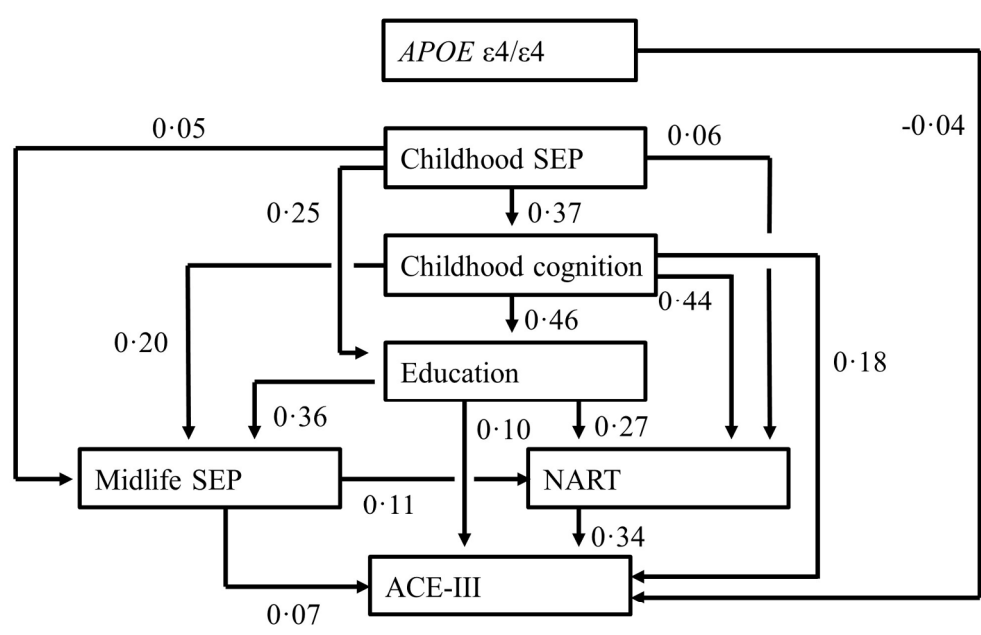 APOE ε4/ε4
0·05
0·06
-0·04
Childhood SEP
0·25
0·37
Childhood cognition
0·44
0·46
0·20
0·18
Education
0·36
0·10
0·27
Midlife SEP
NART
0·11
0·34
ACE-III
0·07